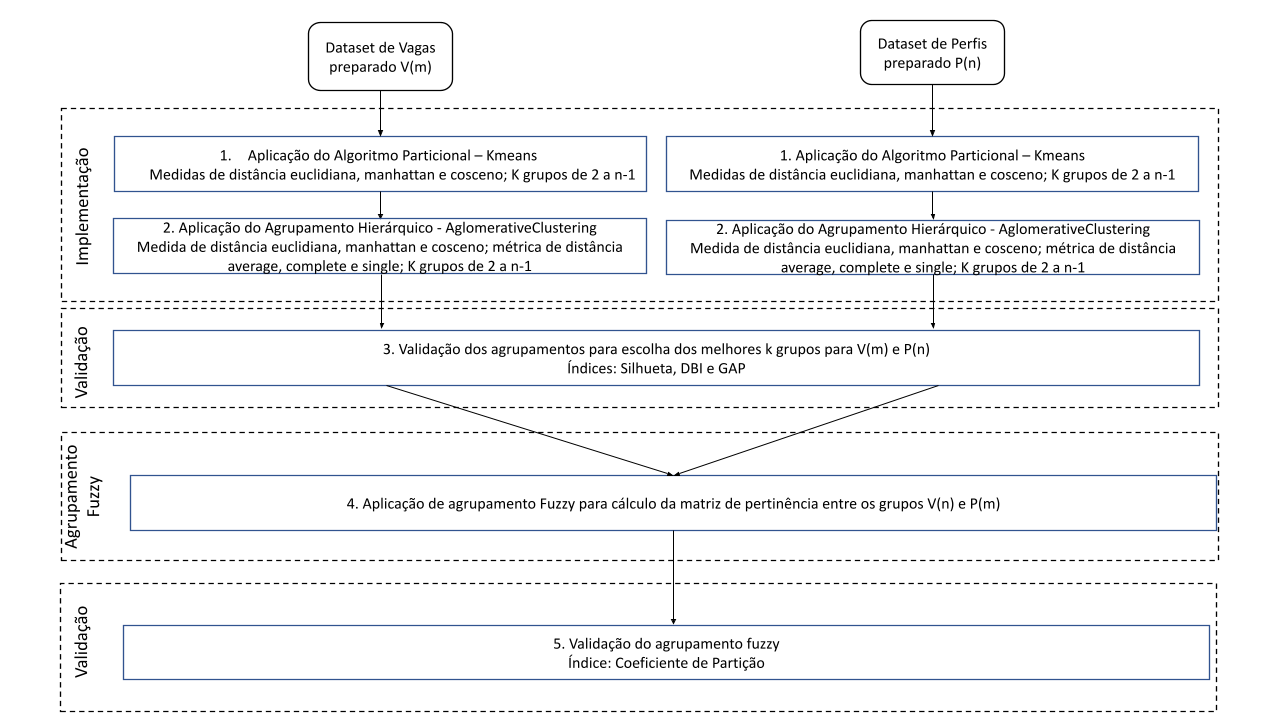 Dataset de Vagas
preparado V(m)
Dataset de Perfis
preparado P(n)
Implementação
1. Aplicação do Algoritmo Particional – Kmeans
Medidas de distância euclidiana, manhattan e cosceno; K grupos de 2 a n-1
1. Aplicação do Algoritmo Particional – Kmeans
Medidas de distância euclidiana, manhattan e cosceno; K grupos de 2 a n-1
2. Aplicação do Agrupamento Hierárquico - AglomerativeClustering
Medida de distância euclidiana, manhattan e cosceno; métrica de distância
average, complete e single; K grupos de 2 a n-1
2. Aplicação do Agrupamento Hierárquico - AglomerativeClustering
Medida de distância euclidiana, manhattan e cosceno; métrica de distância
average, complete e single; K grupos de 2 a n-1
Validação
3. Validação dos agrupamentos para escolha dos melhores k grupos para V(m) e P(n)
Índices: Silhueta, DBI e GAP
Agrupamento
Fuzzy
4. Aplicação de agrupamento Fuzzy para cálculo da matriz de pertinência entre os grupos V(n) e P(m)
Validação
5. Validação do agrupamento fuzzy
Índice: Coeficiente de Partição